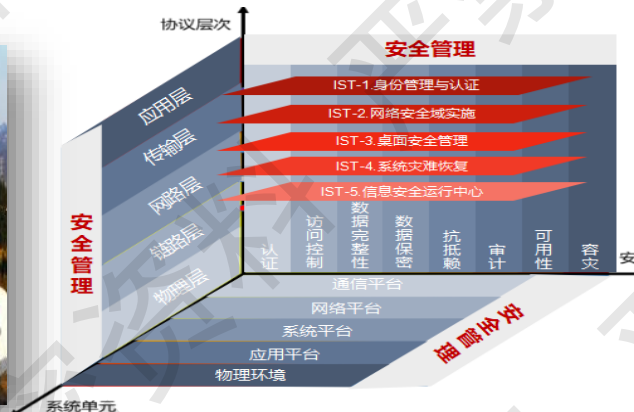 协议层次
安全管理
IST-1.身份管理与认证
IST-2.网络安全域实施
IST-3.桌面安全管理
IST-4.系统灾难恢复
IST-5.信息安全运行中心
应用层
传输层
网路层
链路层
物理层
安全管理
认证
访问控制
数据完整性
数据保密
抗抵赖
审计
可用性
容灾
安
通信平台
网络平台
系统平台
应用平台
物理环境
安全管理
系统单元